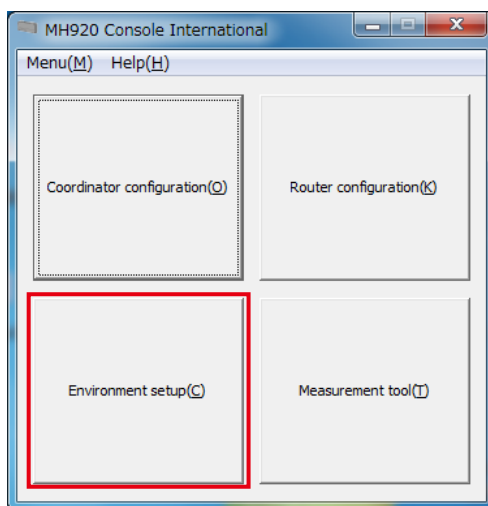 MH920 Console International
Menu(M) Help(H)
Coordinator configuration(O)
Router configuration(K)
Environment setup(C)
Measurement tool(T)